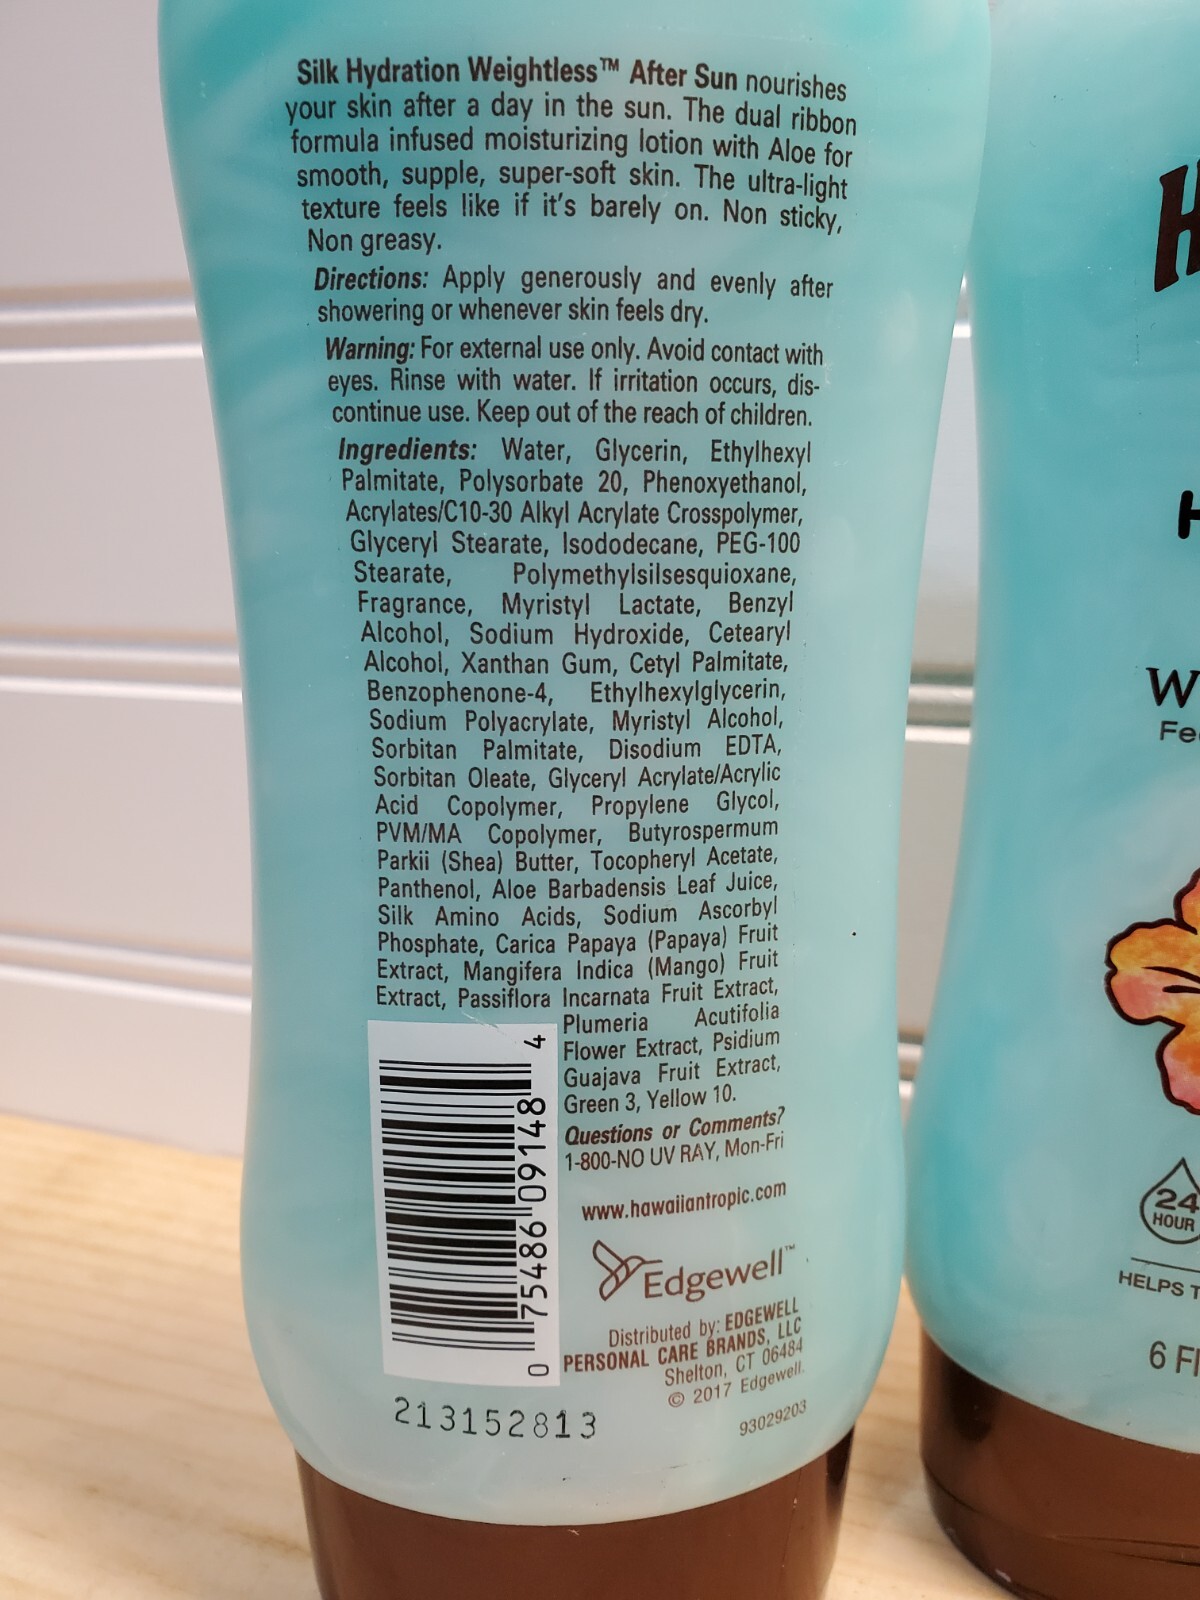 Silk Hydration Weightless™ After Sun nourishes
your skin after a day in the sun. The dual ribbon
formula infused moisturizing lotion with Aloe for
smooth, supple, super-soft skin. The ultra-light
texture feels like if it's barely on. Non sticky,
Non greasy.
Directions: Apply generously and evenly after
showering or whenever skin feels dry.
Warning: For external use only. Avoid contact with
eyes. Rinse with water. If irritation occurs, dis-
continue use. Keep out of the reach of children.
Ingredients: Water, Glycerin, Ethylhexyl
Palmitate, Polysorbate 20, Phenoxyethanol,
Acrylates/C10-30 Alkyl Acrylate Crosspolymer,
Glyceryl Stearate, Isododecane, PEG-100
Stearate, Polymethylsilsesquioxane,
Fragrance, Myristyl Lactate, Benzyl
Alcohol, Sodium Hydroxide, Cetearyl
Alcohol, Xanthan Gum, Cetyl Palmitate,
Benzophenone-4, Ethylhexylglycerin,
Sodium Polyacrylate, Myristyl Alcohol,
Sorbitan Palmitate, Disodium EDTA,
Sorbitan Oleate, Glyceryl Acrylate/Acrylic
Acid Copolymer, Propylene Glycol,
PVM/MA Copolymer, Butyrospermum
Parkii (Shea) Butter, Tocopheryl Acetate,
Panthenol, Aloe Barbadensis Leaf Juice,
Silk Amino Acids, Sodium Ascorbyl
Phosphate, Carica Papaya (Papaya) Fruit
Extract, Mangifera Indica (Mango) Fruit
Extract, Passiflora Incarnata Fruit Extract,
Plumeria Acutifolia
Flower Extract, Psidium
Guajava Fruit Extract,
Green 3, Yellow 10.
Questions or Comments?
1-800-NO UV RAY, Mon-Fri
www.hawaiiantropic.com
Edgewell™
Distributed by: EDGEWELL
PERSONAL CARE BRANDS, LLC
Shelton, CT 06484
© 2017 Edgewell.
93029203
0 75486 09148 4
213152813
H
H
W
Fe
24
HOUR
HELPS T
6 Fl